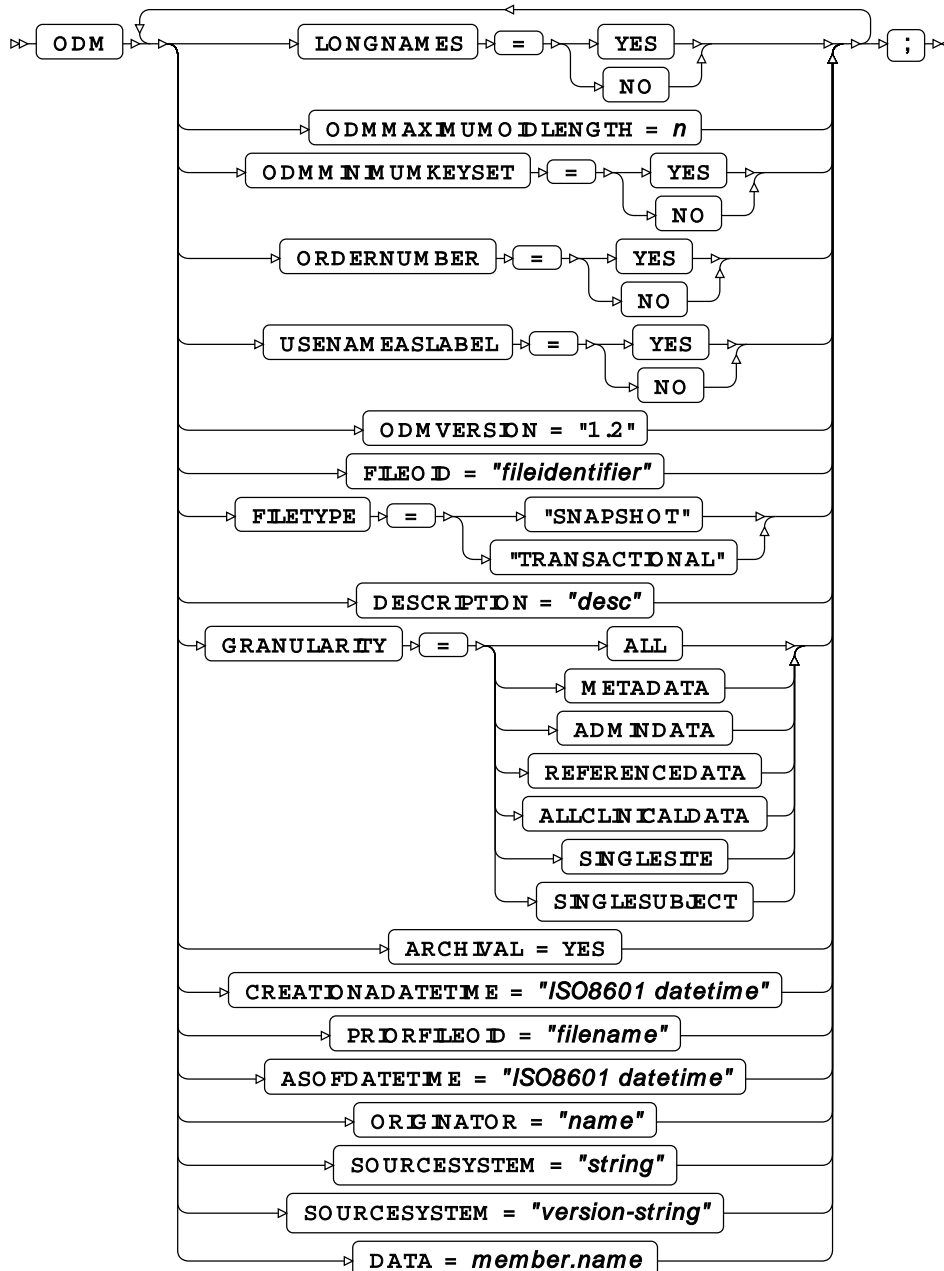 ODM LONGNAMES = YES ;
NO
ODMMAXIMUMOIDLENGTH = n
ODMMINIMUMKEYSET = YES
NO
ORDERNUMBER = YES
NO
USENAMEASLABEL = YES
NO
ODMVERSION = "1.2"
FILEOID = "fileidentifier"
FILETYPE = "SNAPSHOT"
"TRANSACTIONAL"
DESCRIPTION = "desc"
GRANULARITY = ALL
METADATA
ADMINDATA
REFERENCEDATA
ALLCLINICALDATA
SINGLESITE
SINGLESUBJECT
ARCHIVAL = YES
CREATIONADATETIME = "ISO8601 datetime"
PRIORFILEOID = "filename"
ASOFDATETIME = "ISO8601 datetime"
ORIGINATOR = "name"
SOURCESYSTEM = "string"
SOURCESYSTEM = "version-string"
DATA = member.name